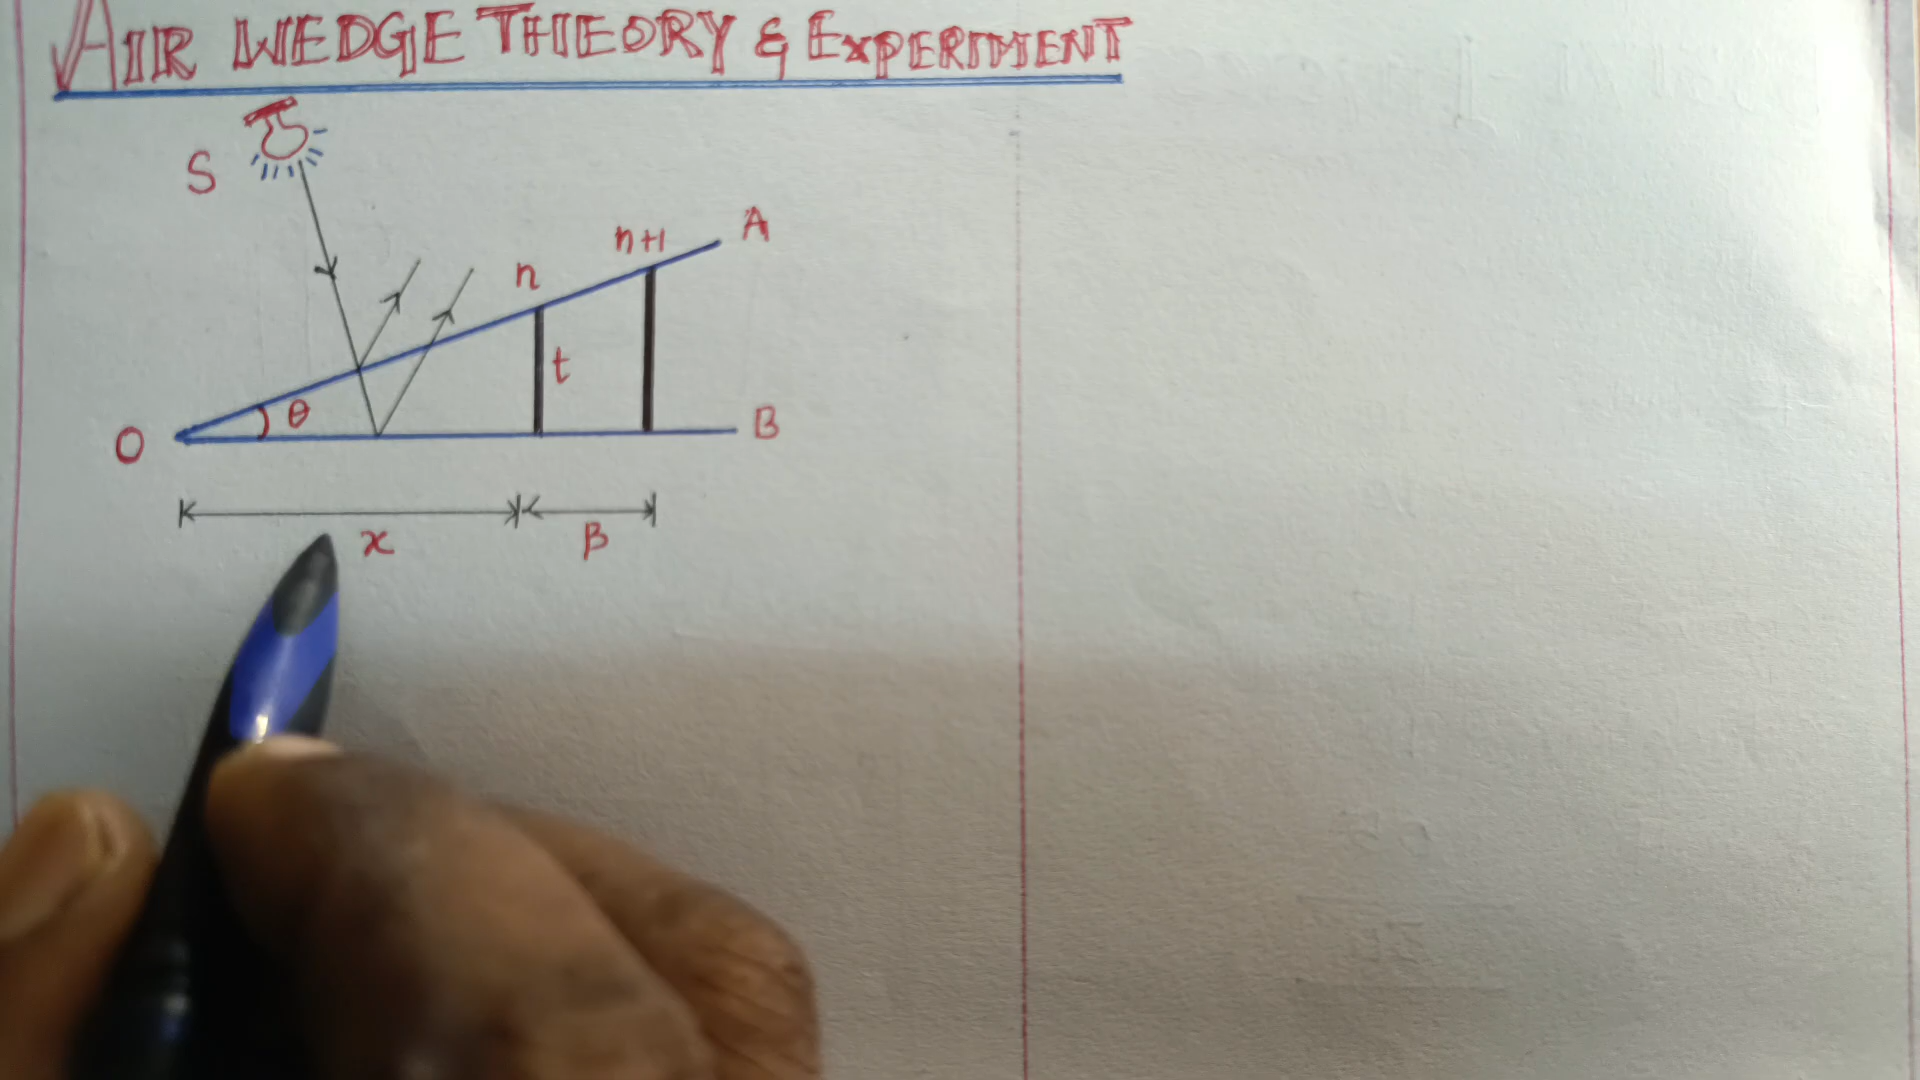 AIR WEDGE THEORY & EXPERIMENT
S
A
n+1
n
t
θ
O
B
x
β